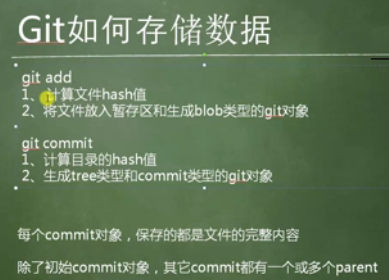 Git如何存储数据
git add
1、计算文件hash值
2、将文件放入暂存区和生成blob类型的git对象
git commit
1、计算目录的hash值
2、生成tree类型和commit类型的git对象
每个commit对象，保存的都是文件的完整内容
除了初始commit对象，其它commit都有一个或多个parent